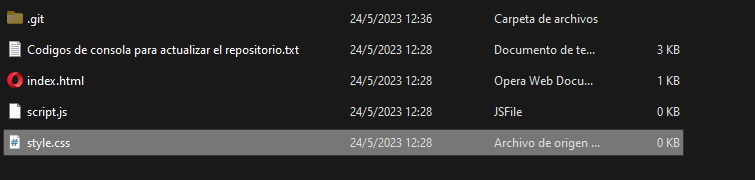 .git 24/5/2023 12:36 Carpeta de archivos
Codigos de consola para actualizar el repositorio.txt 24/5/2023 12:28 Documento de te... 3 KB
index.html 24/5/2023 12:28 Opera Web Docu... 1 KB
script.js 24/5/2023 12:28 JSFile 0 KB
style.css 24/5/2023 12:28 Archivo de origen ... 0 KB